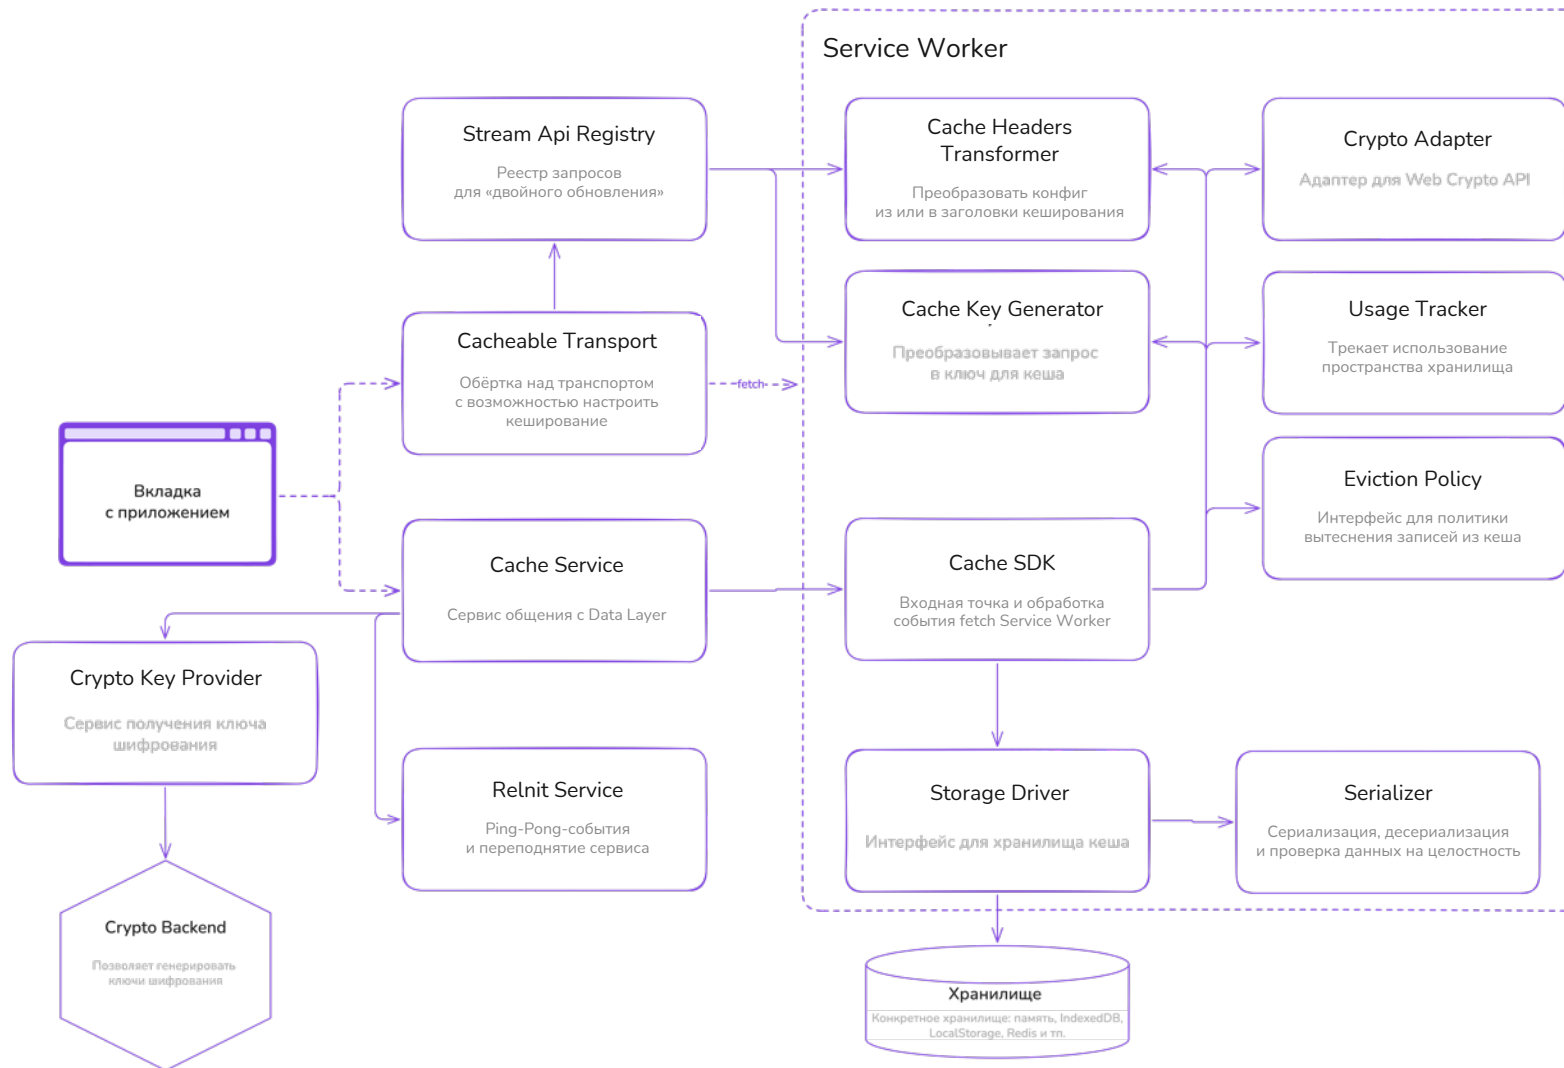 Service Worker
Stream Api Registry
Реестр запросов
для «двойного обновления»
Cache Headers
Transformer
Преобразовать конфиг
из или в заголовки кеширования
Crypto Adapter
Адаптер для Web Crypto API
Cacheable Transport
Обёртка над транспортом
с возможностью настроить
кеширование
fetch
Cache Key Generator
Преобразовывает запрос
в ключ для кеша
Usage Tracker
Трекает использование
пространства хранилища
Вкладка
с приложением
Eviction Policy
Интерфейс для политики
вытеснения записей из кеша
Cache Service
Сервис общения с Data Layer
Cache SDK
Входная точка и обработка
события fetch Service Worker
Crypto Key Provider
Сервис получения ключа
шифрования
ReInit Service
Ping-Pong-события
и переподнятие сервиса
Storage Driver
Интерфейс для хранилища кеша
Serializer
Сериализация, десериализация
и проверка данных на целостность
Crypto Backend
Позволяет генерировать
ключи шифрования
Хранилище
Конкретное хранилище: память, IndexedDB,
LocalStorage, Redis и тп.